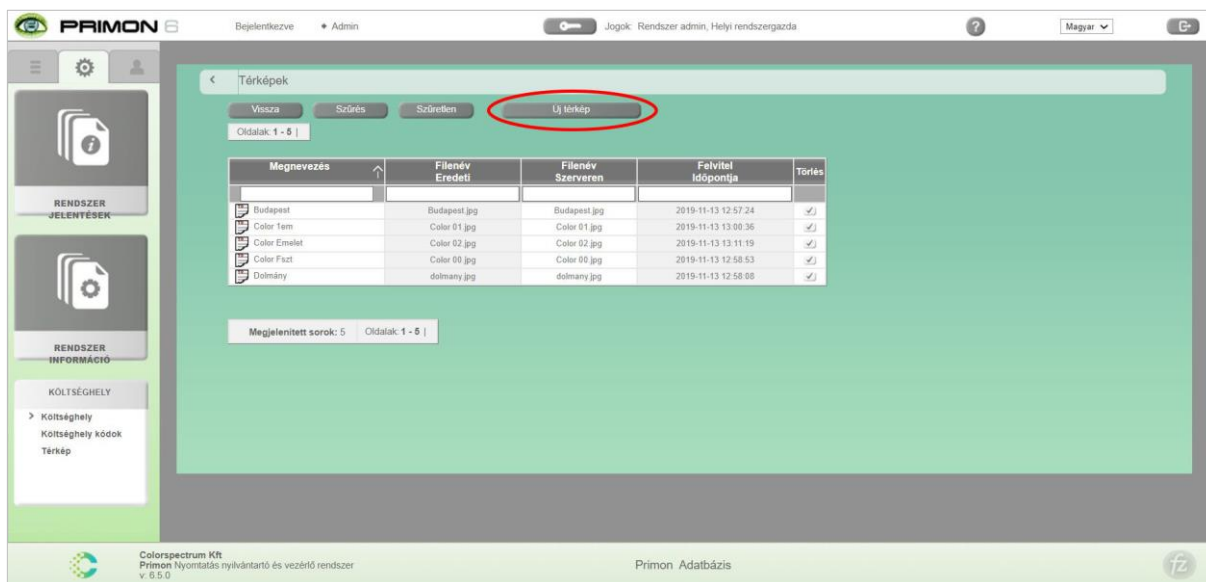 PRIMON 6
Bejelentkezve
Admin
Jogok: Rendszer admin, Helyi rendszergazda
?
Magyar
Térképek
Vissza
Szűrés
Szűretlen
Új térkép
Oldalak: 1 - 5 |
Megnevezés
Filenév Eredeti
Filenév Szerveren
Felvitel Időpontja
Törlés
Budapest Budapest.jpg Budapest.jpg 2019-11-13 12:57:24
Color 1em Color 01.jpg Color 01.jpg 2019-11-13 13:00:36
Color Emelet Color 02.jpg Color 02.jpg 2019-11-13 13:11:19
Color Fszt Color 00.jpg Color 00.jpg 2019-11-13 12:58:53
Dolmány dolmany.jpg dolmany.jpg 2019-11-13 12:58:08
Megjelenített sorok: 5
Oldalak: 1 - 5 |
RENDSZER
JELENTÉSEK
RENDSZER
INFORMÁCIÓ
KÖLTSÉGHELY
> Költséghely
Költséghely kódok
Térkép
Colorspectrum Kft
Primon Nyomtatás nyilvántartó és vezérlő rendszer
v. 6.5.0
Primon Adatbázis
fz